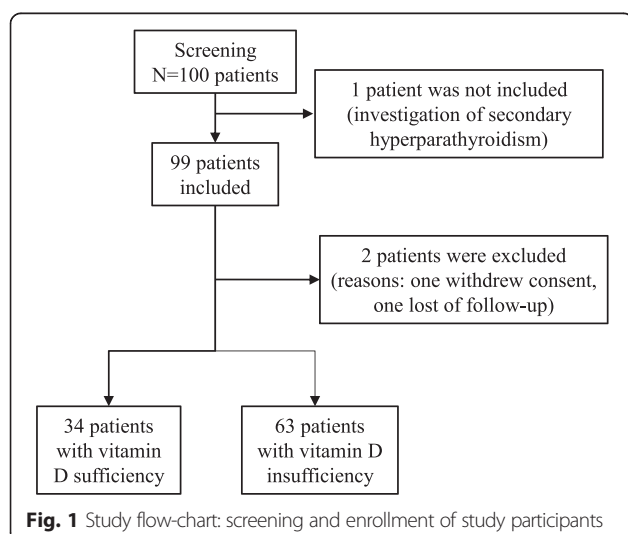 Screening
N=100 patients
1 patient was not included
(investigation of secondary
hyperparathyroidism)
99 patients
included
2 patients were excluded
(reasons: one withdrew consent,
one lost of follow-up)
34 patients
with vitamin
D sufficiency
63 patients
with vitamin D
insufficiency
Fig. 1 Study flow-chart: screening and enrollment of study participants